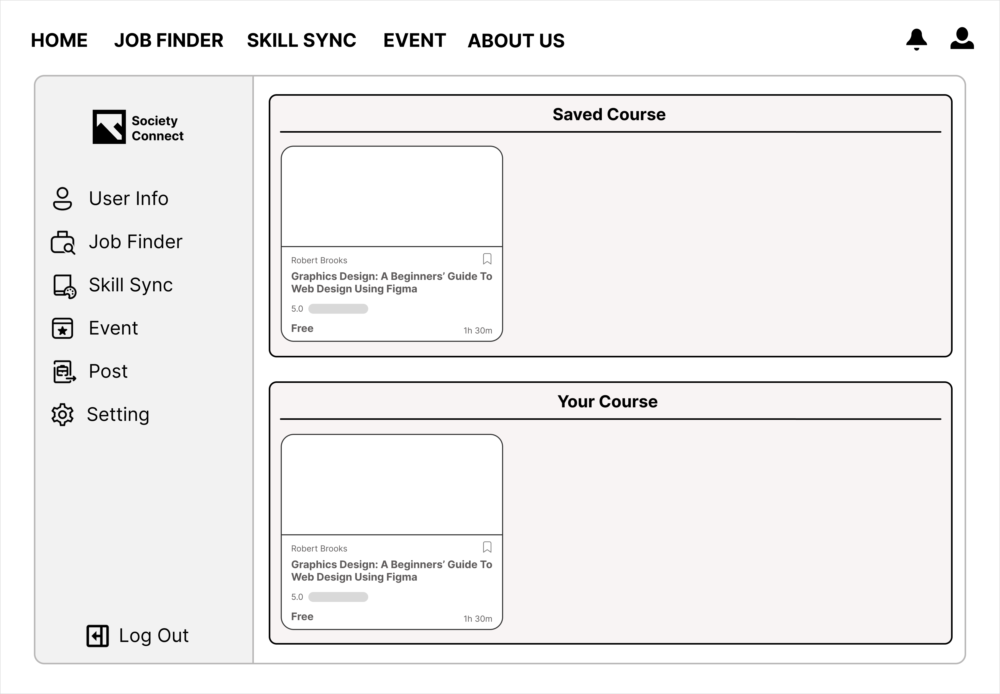 HOME JOB FINDER SKILL SYNC EVENT ABOUT US
Society
Connect
User Info
Job Finder
Skill Sync
Event
Post
Setting
Log Out
Saved Course
Robert Brooks
Graphics Design: A Beginners’ Guide To
Web Design Using Figma
5.0
Free 1h 30m
Your Course
Robert Brooks
Graphics Design: A Beginners’ Guide To
Web Design Using Figma
5.0
Free 1h 30m